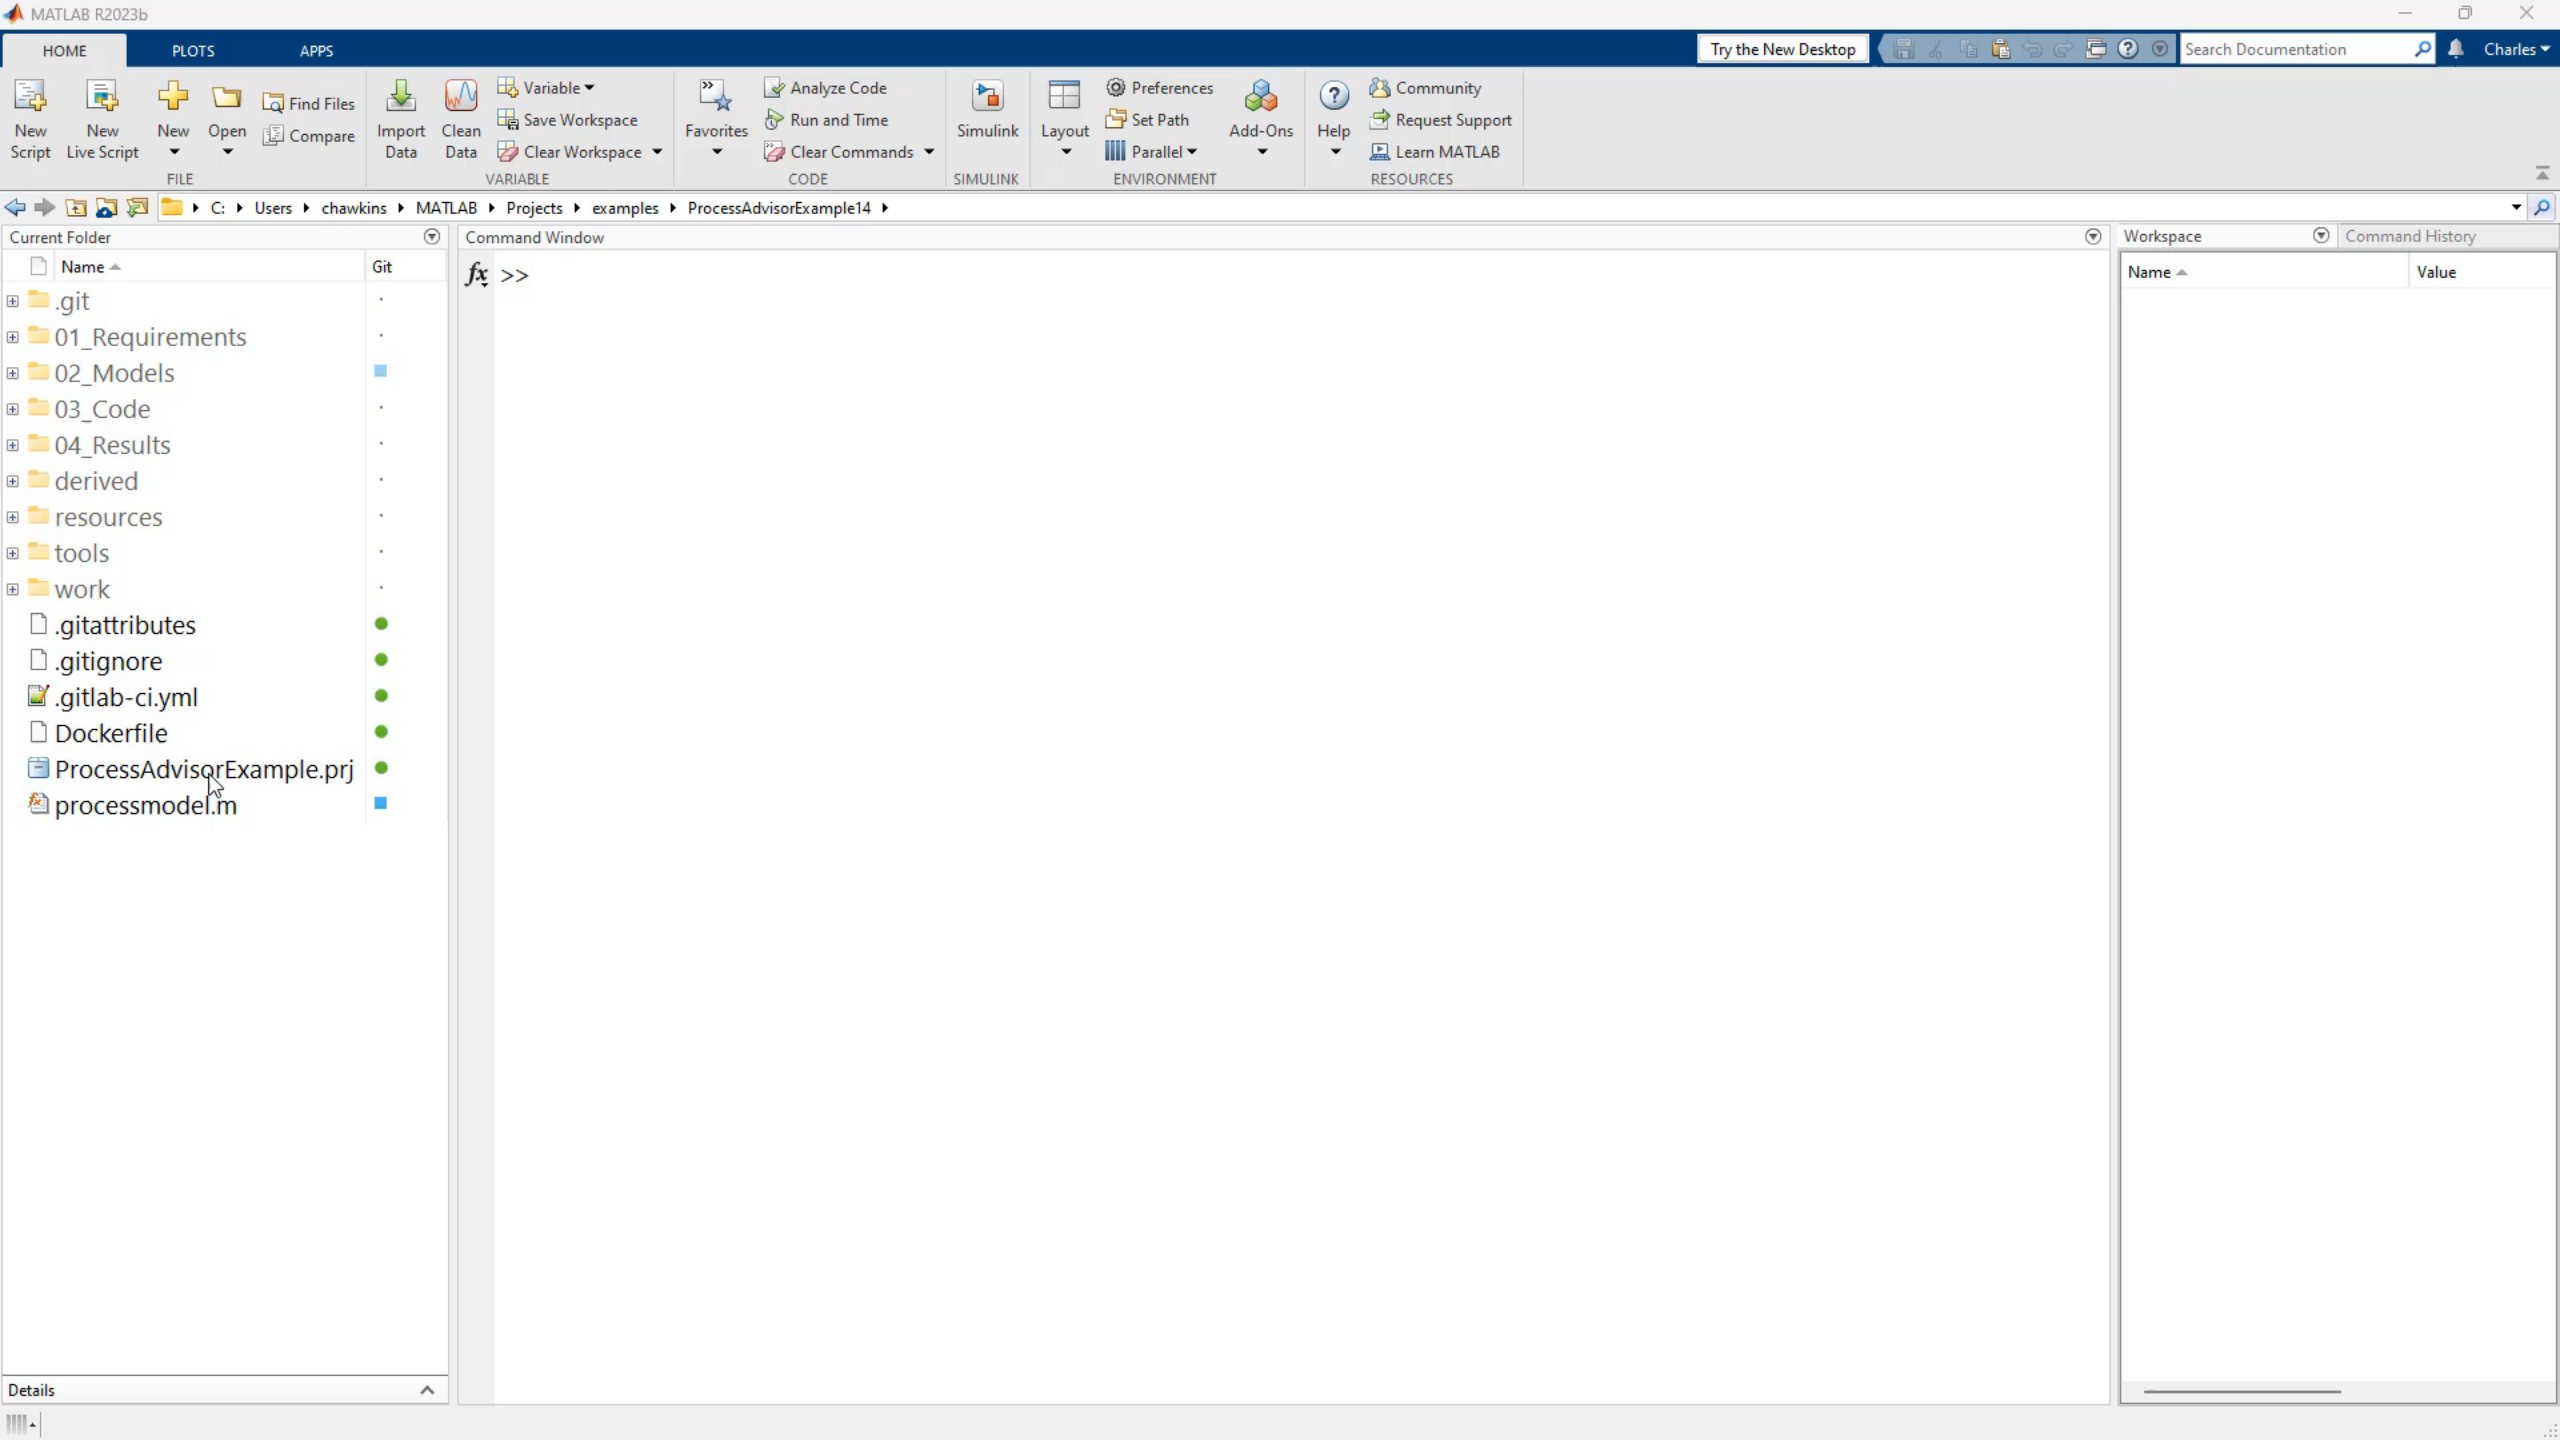 MATLAB R2023b
HOME PLOTS APPS Try the New Desktop Search Documentation Charles
New Script
New Live Script
New
Open
Find Files
Compare
FILE
Import Data
Clean Data
Variable
Save Workspace
Clear Workspace
VARIABLE
Favorites
Analyze Code
Run and Time
Clear Commands
CODE
Simulink
SIMULINK
Layout
Preferences
Set Path
Parallel
Add-Ons
ENVIRONMENT
Help
Community
Request Support
Learn MATLAB
RESOURCES
C: Users chawkins MATLAB Projects examples ProcessAdvisorExample14
Current Folder
Name Git
.git
01_Requirements
02_Models
03_Code
04_Results
derived
resources
tools
work
.gitattributes
.gitignore
.gitlab-ci.yml
Dockerfile
ProcessAdvisorExample.prj
processmodel.m
Details
Command Window
fx >>
Workspace Command History
Name Value